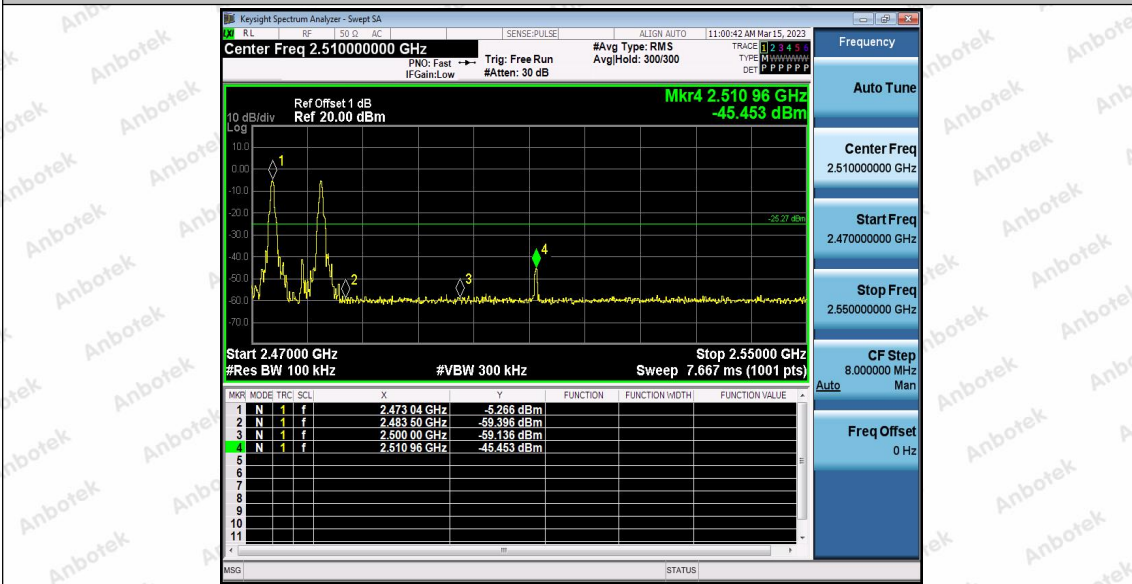 Keysight Spectrum Analyzer - Swept SA
RL RF 50 Ω AC SENSE:PULSE ALIGN AUTO 11:00:42 AM Mar 15, 2023
Center Freq 2.510000000 GHz
PNO: Fast
IFGain:Low
Trig: Free Run
#Atten: 30 dB
#Avg Type: RMS
Avg|Hold: 300/300
TRACE 1 2 3 4 5 6
TYPE M W W W W W
DET P P P P P P
Ref Offset 1 dB
10 dB/div Ref 20.00 dBm
Log
Mkr4 2.510 96 GHz
-45.453 dBm
10.0
0.00
-10.0
-20.0
-30.0
-40.0
-50.0
-60.0
-70.0
1
2
3
4
-25.27 dBm
Start 2.47000 GHz Stop 2.55000 GHz
#Res BW 100 kHz #VBW 300 kHz Sweep 7.667 ms (1001 pts)
MKR MODE TRC SCL X Y FUNCTION FUNCTION WIDTH FUNCTION VALUE
1 N 1 f 2.473 04 GHz -5.266 dBm
2 N 1 f 2.483 50 GHz -59.396 dBm
3 N 1 f 2.500 00 GHz -59.136 dBm
4 N 1 f 2.510 96 GHz -45.453 dBm
5
6
7
8
9
10
11
MSG STATUS
Frequency
Auto Tune
Center Freq
2.510000000 GHz
Start Freq
2.470000000 GHz
Stop Freq
2.550000000 GHz
CF Step
8.000000 MHz
Auto Man
Freq Offset
0 Hz
Anbotek